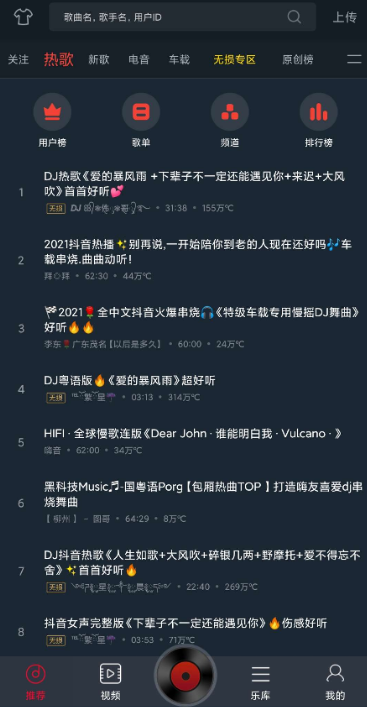 歌曲名, 歌手名, 用户ID
上传
关注 热歌 新歌 电音 车载 无损专区 原创榜
用户榜 歌单 频道 排行榜
1
DJ热歌《爱的暴风雨 +下辈子不一定还能遇见你+来迟+大风
吹》首首好听💕
无损 DJ 31:38 • 155万℃
2
2021抖音热播✨别再说,一开始陪你到老的人现在还好吗🎶车
载串烧.曲曲动听!
拜◇拜 • 62:30 • 44万℃
3
🏁2021🌹全中文抖音火爆串烧🎧《特级车载专用慢摇DJ舞曲》
好听🔥🔥
李东🌹广东茂名【以后是多久】 • 60:00 • 24万℃
4
DJ粤语版🔥《爱的暴风雨》超好听
无损 繁 星☔ • 03:13 • 314万℃
5
HIFI · 全球慢歌连版《Dear John · 谁能明白我 · Vulcano · 》
嗨音 • 62:00 • 34万℃
6
黑科技Music🎵-国粤语Porg【包厢热曲TOP 】打造嗨友喜爱dj串
烧舞曲
【 柳州 】 - 国哥 • 64:29 • 8万℃
7
DJ抖音热歌《人生如歌+大风吹+碎银几两+野摩托+爱不得忘不
舍》✨首首好听🔥
无损 22:40 • 269万℃
8
抖音女声完整版《下辈子不一定还能遇见你》🔥伤感好听
无损 繁 星☔ • 03:53 • 71万℃
推荐 视频 乐库 我的